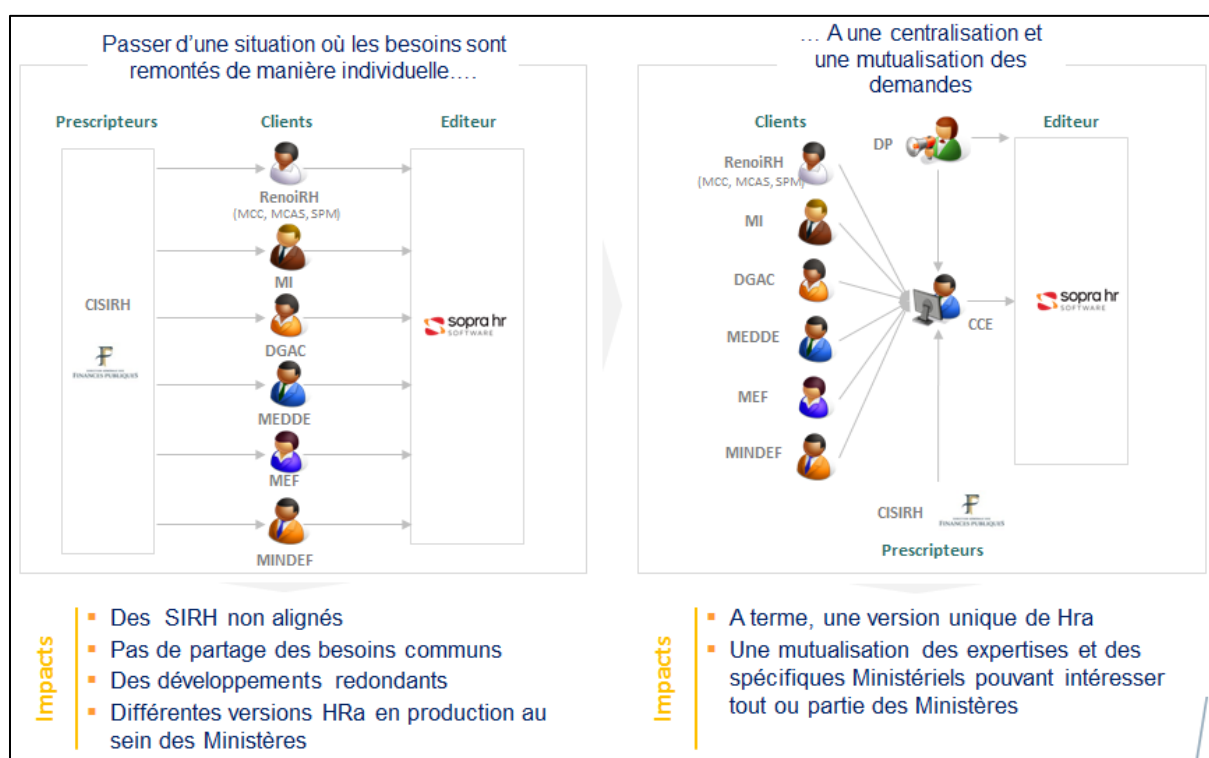 Passer d'une situation où les besoins sont
remontés de manière individuelle….
Prescripteurs
Clients
Editeur
RenoiRH
(MCC, MCAS, SPM)
MI
CISIRH
FINANCES PUBLIQUES
DGAC
sopra hr
SOFTWARE
MEDDE
MEF
MINDEF
Impacts
▪ Des SIRH non alignés
▪ Pas de partage des besoins communs
▪ Des développements redondants
▪ Différentes versions HRa en production au
sein des Ministères
… A une centralisation et
une mutualisation des
demandes
Clients
DP
Editeur
RenoiRH
(MCC, MCAS, SPM)
MI
DGAC
MEDDE
MEF
MINDEF
CCE
sopra hr
SOFTWARE
CISIRH
FINANCES PUBLIQUES
Prescripteurs
Impacts
▪ A terme, une version unique de Hra
▪ Une mutualisation des expertises et des
spécifiques Ministériels pouvant intéresser
tout ou partie des Ministères